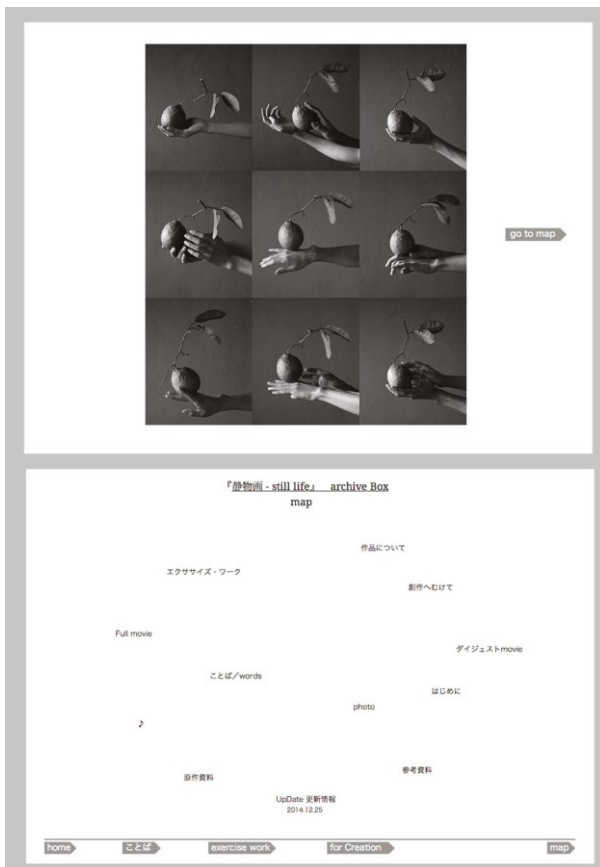 go to map
『静物画 - still life』 archive Box
map
作品について
エクササイズ・ワーク
創作へむけて
Full movie
ダイジェストmovie
ことば／words
はじめに
photo
♪
参考資料
原作資料
UpDate 更新情報
2014.12.25
home
ことば
exercise work
for Creation
map